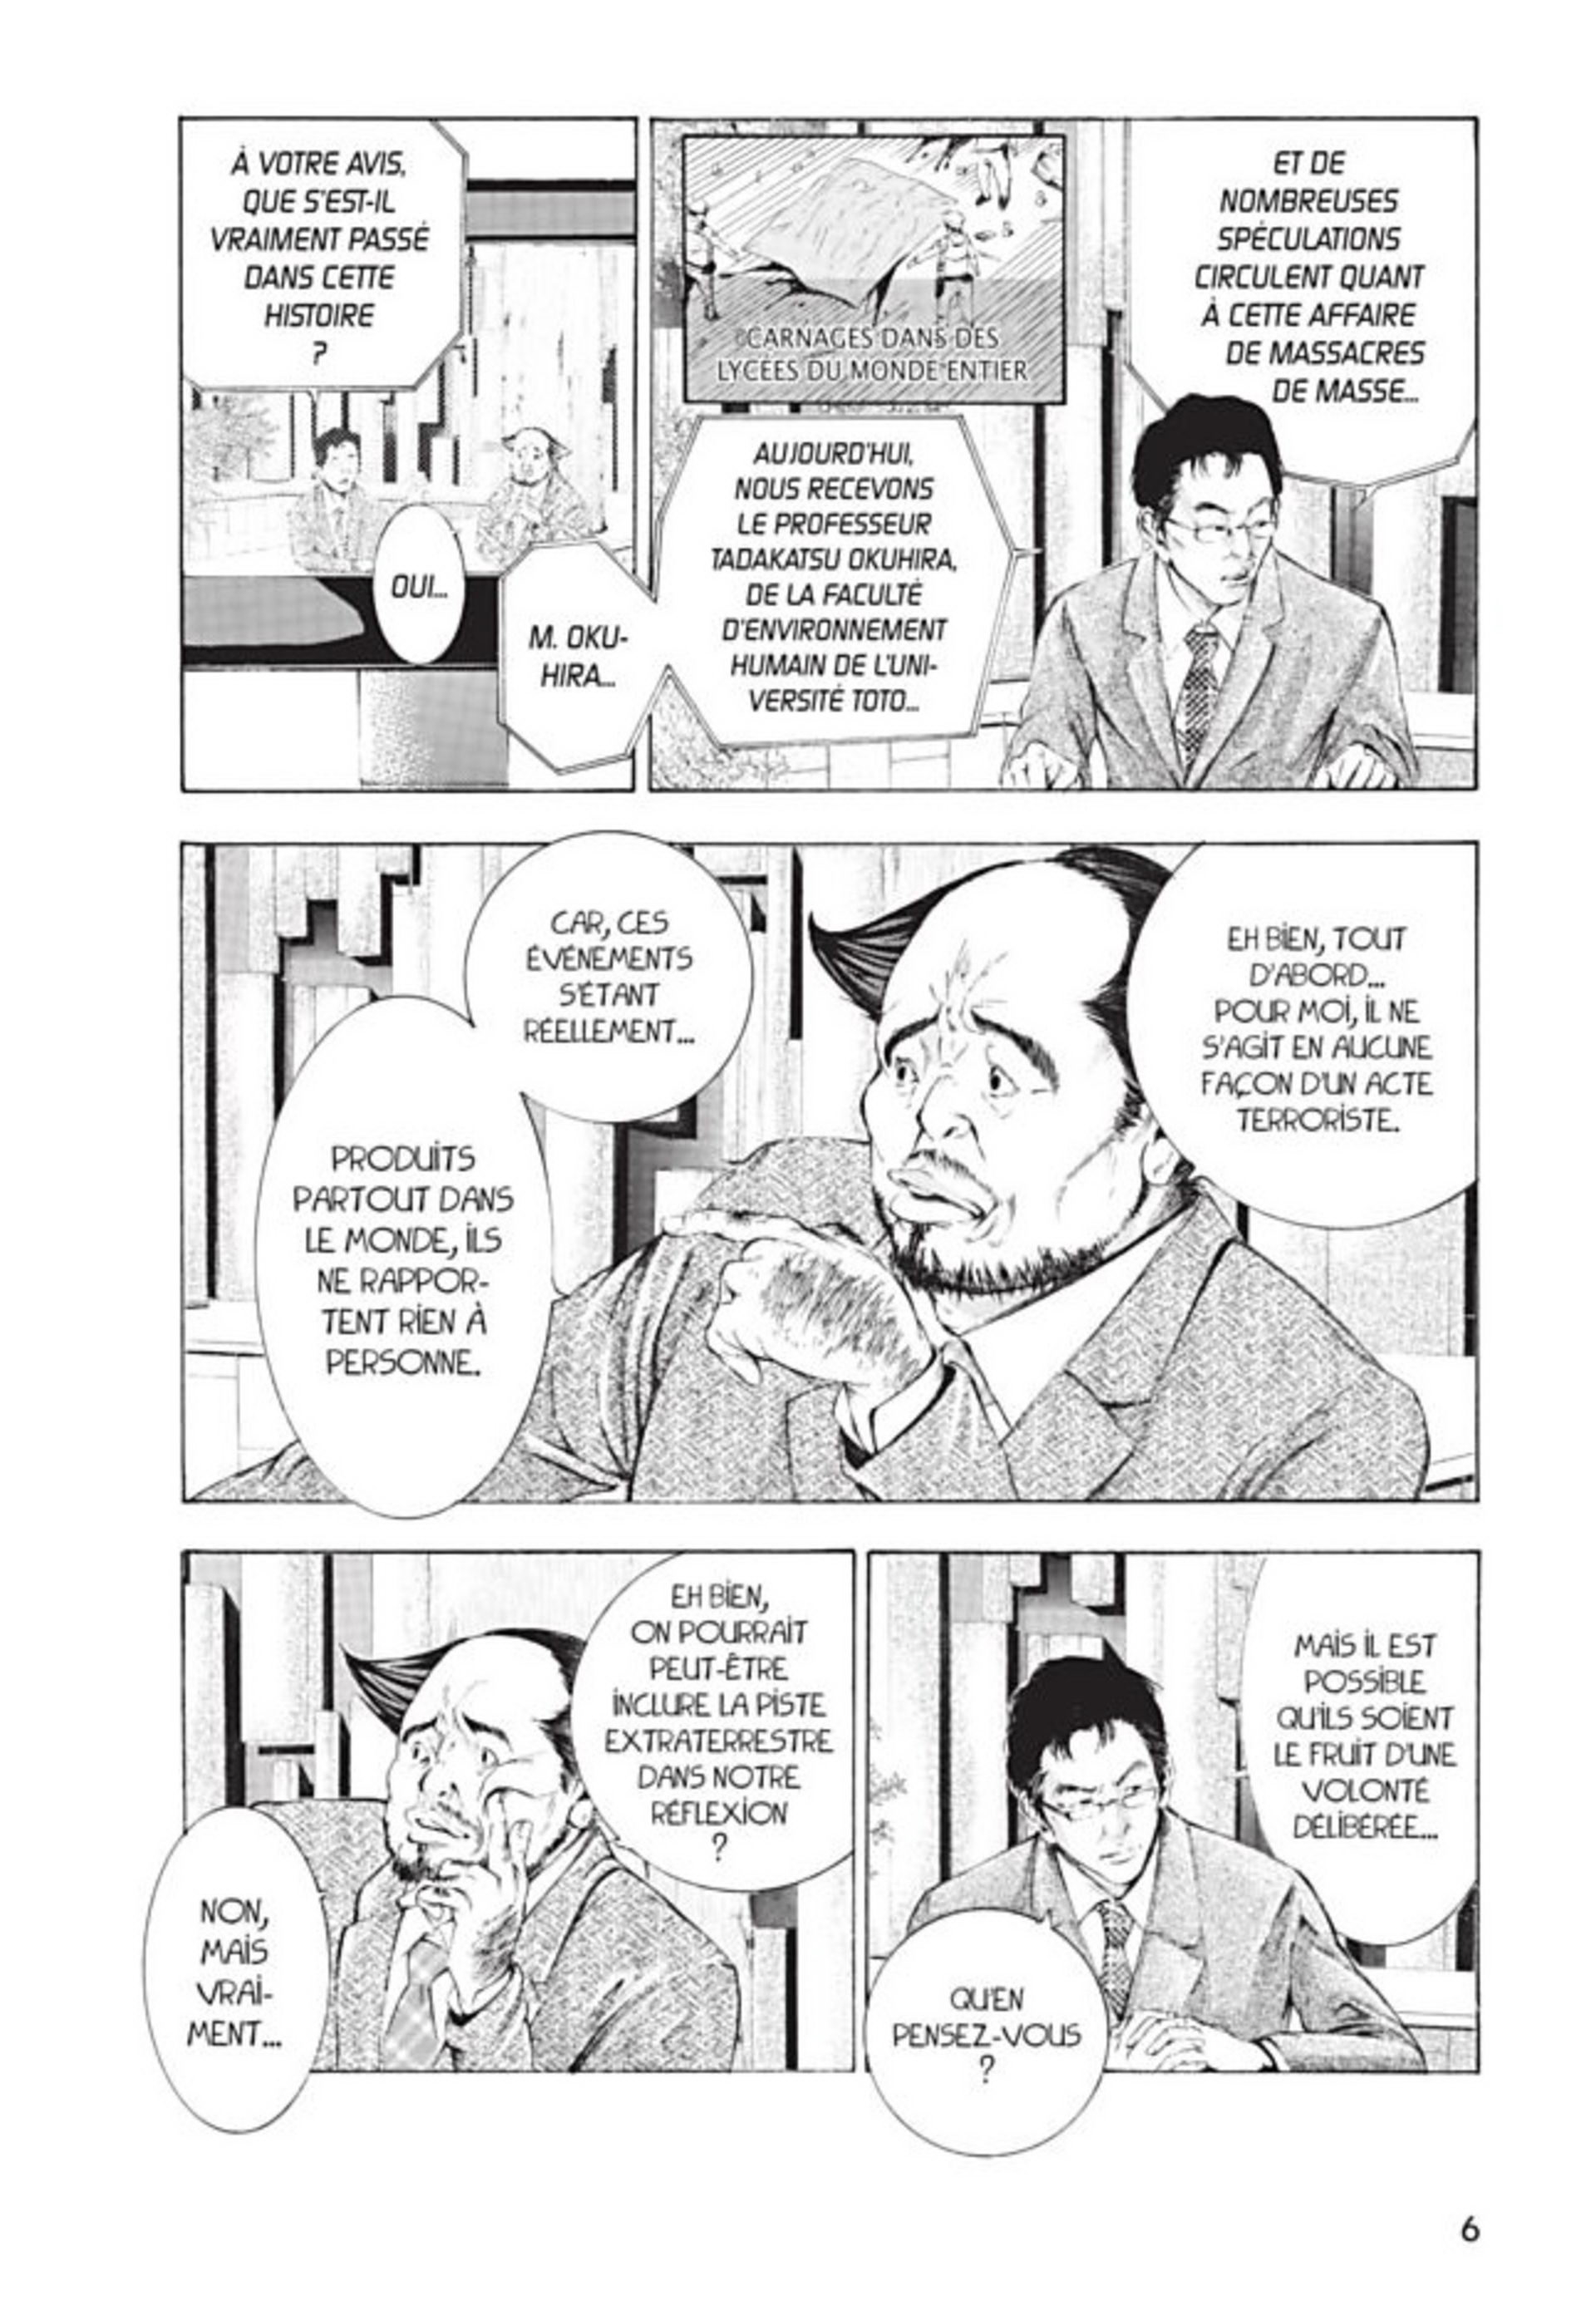 ET DE
NOMBREUSES
SPÉCULATIONS
CIRCULENT QUANT
À CETTE AFFAIRE
DE MASSACRES
DE MASSE...
CARNAGES DANS DES
LYCÉES DU MONDE ENTIER
AUJOURD'HUI,
NOUS RECEVONS
LE PROFESSEUR
TADAKATSU OKUHIRA,
DE LA FACULTÉ
D'ENVIRONNEMENT
HUMAIN DE L'UNI-
VERSITÉ TOTO...
M. OKU-
HIRA...
À VOTRE AVIS,
QUE S'EST-IL
VRAIMENT PASSÉ
DANS CETTE
HISTOIRE
?
OUI...
EH BIEN, TOUT
D'ABORD...
POUR MOI, IL NE
S'AGIT EN AUCUNE
FAÇON D'UN ACTE
TERRORISTE.
CAR, CES
ÉVÉNEMENTS
S'ÉTANT
RÉELLEMENT...
PRODUITS
PARTOUT DANS
LE MONDE, ILS
NE RAPPOR-
TENT RIEN À
PERSONNE.
MAIS IL EST
POSSIBLE
QU'ILS SOIENT
LE FRUIT D'UNE
VOLONTÉ
DÉLIBÉRÉE...
QU'EN
PENSEZ-VOUS
?
EH BIEN,
ON POURRAIT
PEUT-ÊTRE
INCLURE LA PISTE
EXTRATERRESTRE
DANS NOTRE
RÉFLEXION
?
NON,
MAIS
VRAI-
MENT...
6